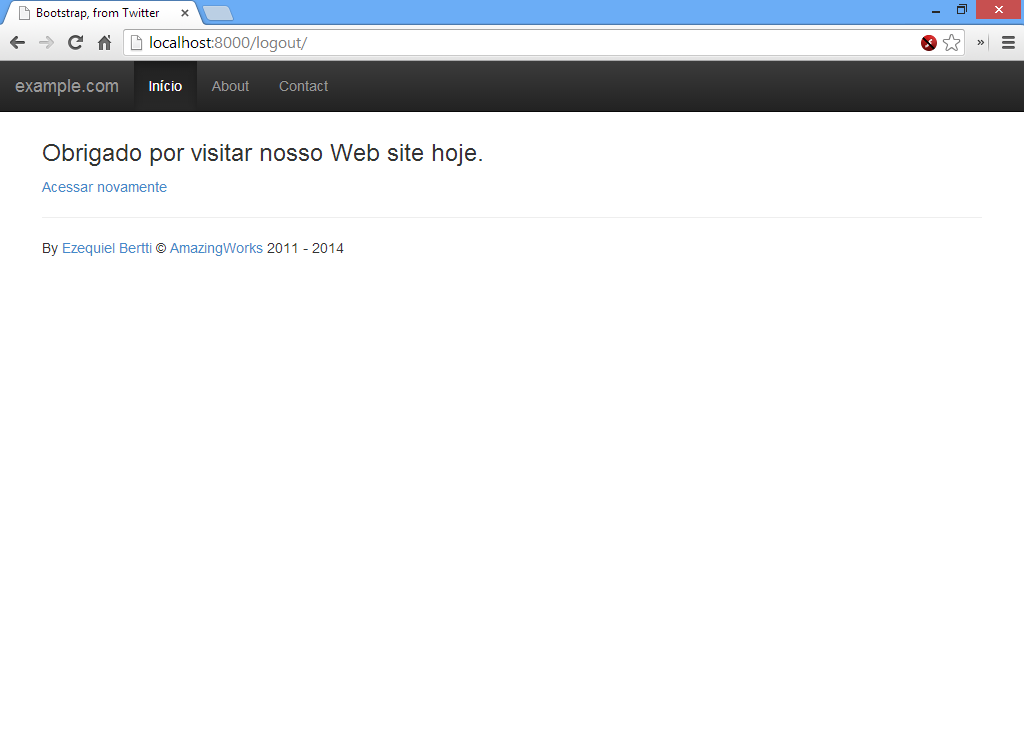 Bootstrap, from Twitter
localhost:8000/logout/
example.com Início About Contact
Obrigado por visitar nosso Web site hoje.
Acessar novamente
By Ezequiel Bertti © AmazingWorks 2011 - 2014